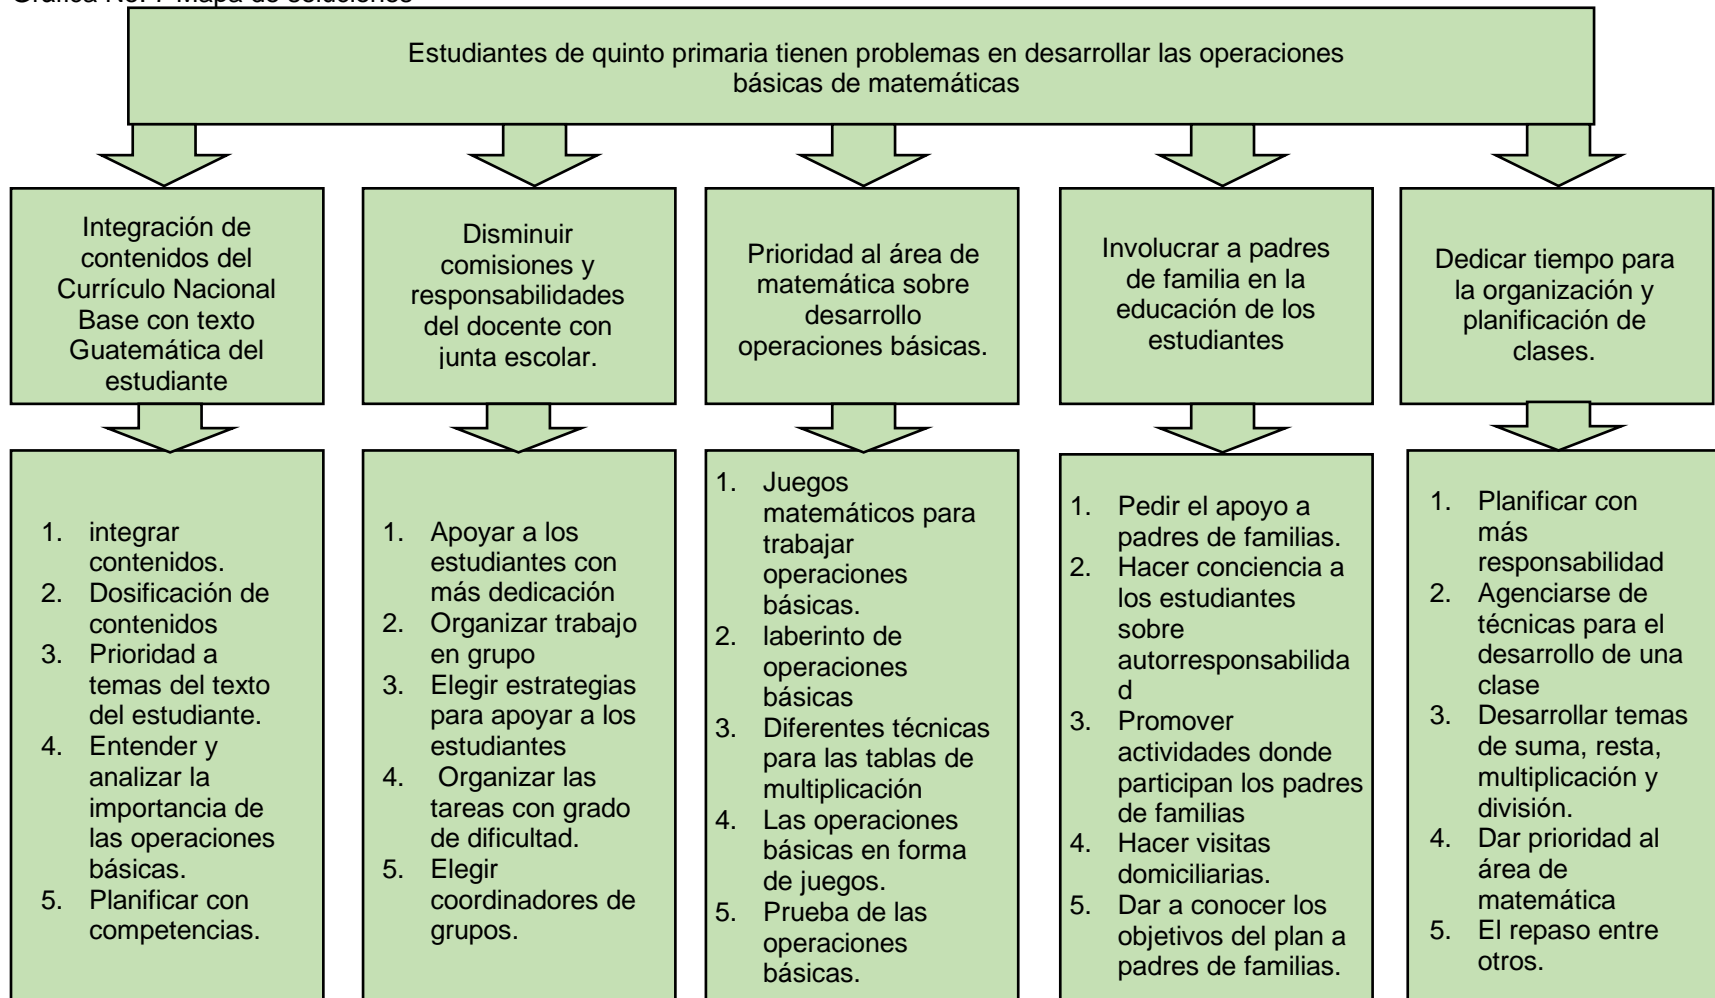 Gráfica No. 7 Mapa de soluciones
Estudiantes de quinto primaria tienen problemas en desarrollar las operaciones
básicas de matemáticas
Integración de
contenidos del
Currículo Nacional
Base con texto
Guatemática del
estudiante
Disminuir
comisiones y
responsabilidades
del docente con
junta escolar.
Prioridad al área de
matemática sobre
desarrollo
operaciones básicas.
Involucrar a padres
de familia en la
educación de los
estudiantes
Dedicar tiempo para
la organización y
planificación de
clases.
1. integrar
contenidos.
2. Dosificación de
contenidos
3. Prioridad a
temas del texto
del estudiante.
4. Entender y
analizar la
importancia de
las operaciones
básicas.
5. Planificar con
competencias.
1. Apoyar a los
estudiantes con
más dedicación
2. Organizar trabajo
en grupo
3. Elegir estrategias
para apoyar a los
estudiantes
4. Organizar las
tareas con grado
de dificultad.
5. Elegir
coordinadores de
grupos.
1. Juegos
matemáticos para
trabajar
operaciones
básicas.
2. laberinto de
operaciones
básicas
3. Diferentes técnicas
para las tablas de
multiplicación
4. Las operaciones
básicas en forma
de juegos.
5. Prueba de las
operaciones
básicas.
1. Pedir el apoyo a
padres de familias.
2. Hacer conciencia a
los estudiantes
sobre
autorresponsabilida
d
3. Promover
actividades donde
participan los padres
de familias
4. Hacer visitas
domiciliarias.
5. Dar a conocer los
objetivos del plan a
padres de familias.
1. Planificar con
más
responsabilidad
2. Agenciarse de
técnicas para el
desarrollo de una
clase
3. Desarrollar temas
de suma, resta,
multiplicación y
división.
4. Dar prioridad al
área de
matemática
5. El repaso entre
otros.